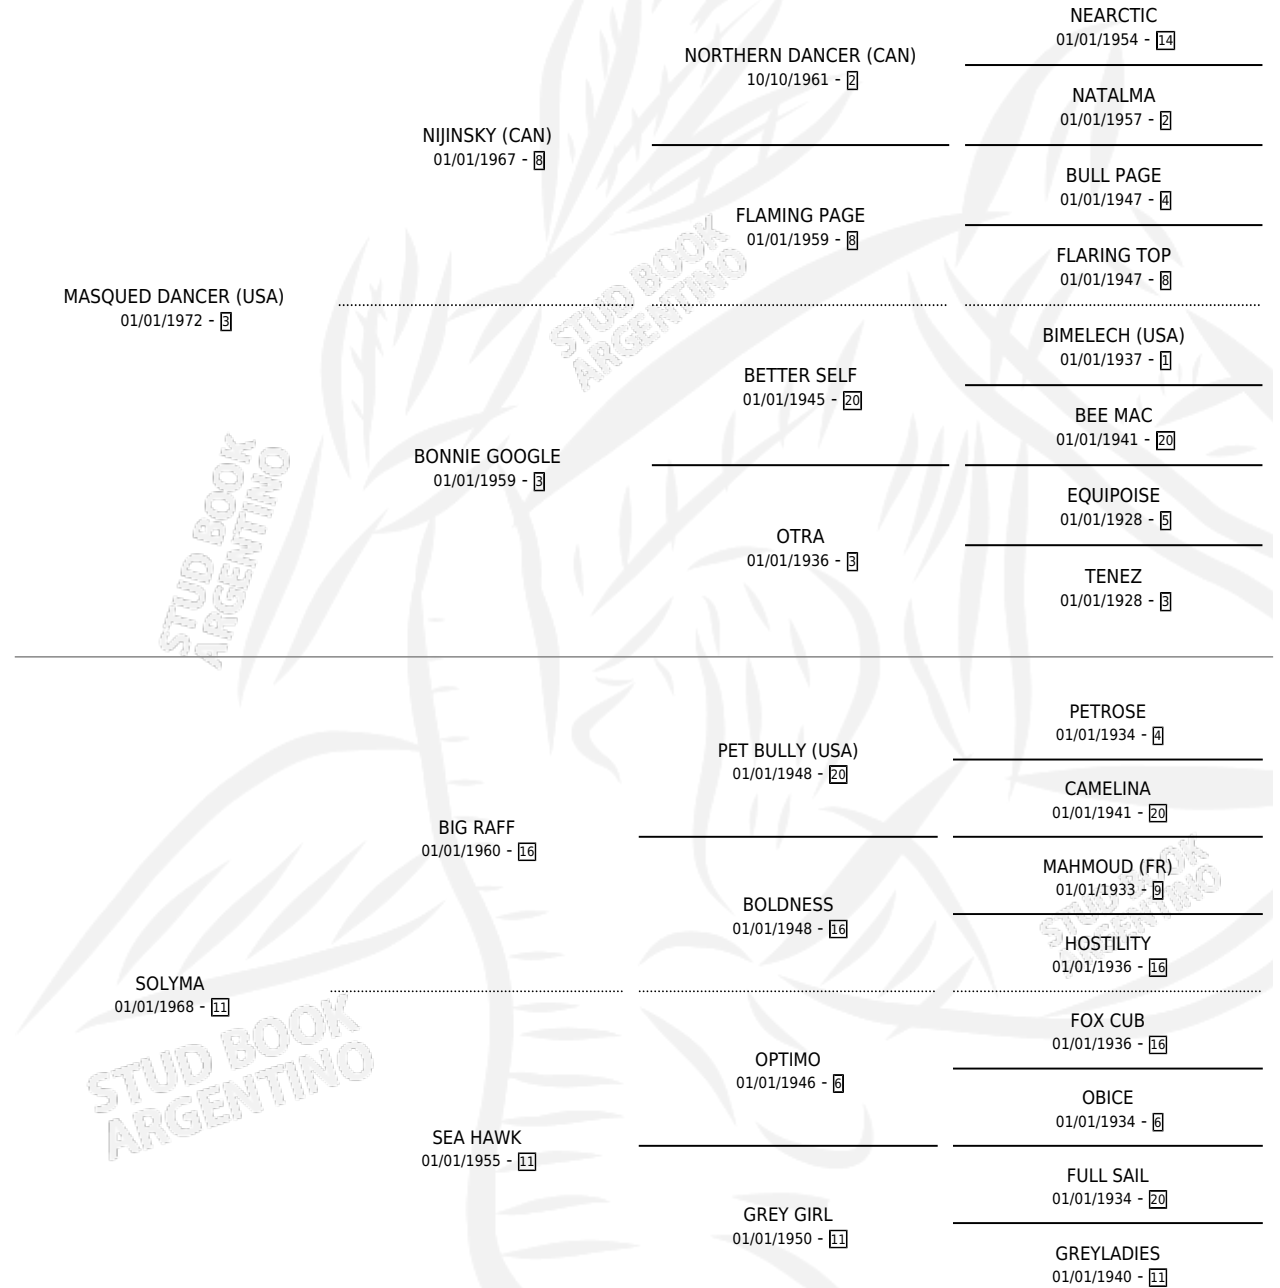 NEARCTIC
01/01/1954 - 14
NORTHERN DANCER (CAN)
10/10/1961 - 2
NATALMA
01/01/1957 - 2
NIJINSKY (CAN)
01/01/1967 - 8
BULL PAGE
01/01/1947 - 4
FLAMING PAGE
01/01/1959 - 8
FLARING TOP
01/01/1947 - 8
MASQUED DANCER (USA)
01/01/1972 - 3
BIMELECH (USA)
01/01/1937 - 1
BETTER SELF
01/01/1945 - 20
BEE MAC
01/01/1941 - 20
BONNIE GOOGLE
01/01/1959 - 3
EQUIPOISE
01/01/1928 - 5
OTRA
01/01/1936 - 3
TENEZ
01/01/1928 - 3
PETROSE
01/01/1934 - 4
PET BULLY (USA)
01/01/1948 - 20
CAMELINA
01/01/1941 - 20
BIG RAFF
01/01/1960 - 16
MAHMOUD (FR)
01/01/1933 - 9
BOLDNESS
01/01/1948 - 16
HOSTILITY
01/01/1936 - 16
SOLYMA
01/01/1968 - 11
FOX CUB
01/01/1936 - 16
OPTIMO
01/01/1946 - 6
OBICE
01/01/1934 - 6
SEA HAWK
01/01/1955 - 11
FULL SAIL
01/01/1934 - 20
GREY GIRL
01/01/1950 - 11
GREYLADIES
01/01/1940 - 11
STUD BOOK
ARGENTINO
STUD BOOK
ARGENTINO
STUD BOOK
ARGENTINO
STUD BOOK
ARGENTINO